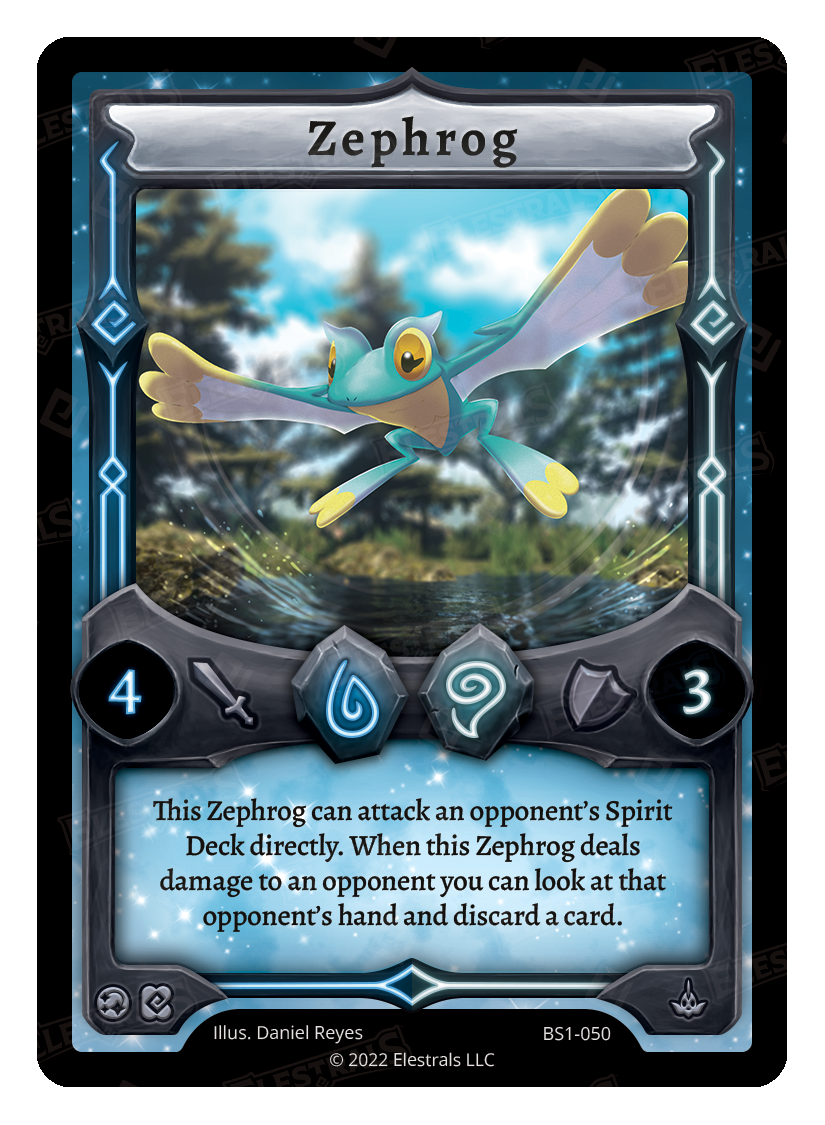 Zephrog
4
3
This Zephrog can attack an opponent's Spirit
Deck directly. When this Zephrog deals
damage to an opponent you can look at that
opponent's hand and discard a card.
Illus. Daniel Reyes
BS1-050
© 2022 Elestrals LLC
ELESTRALS